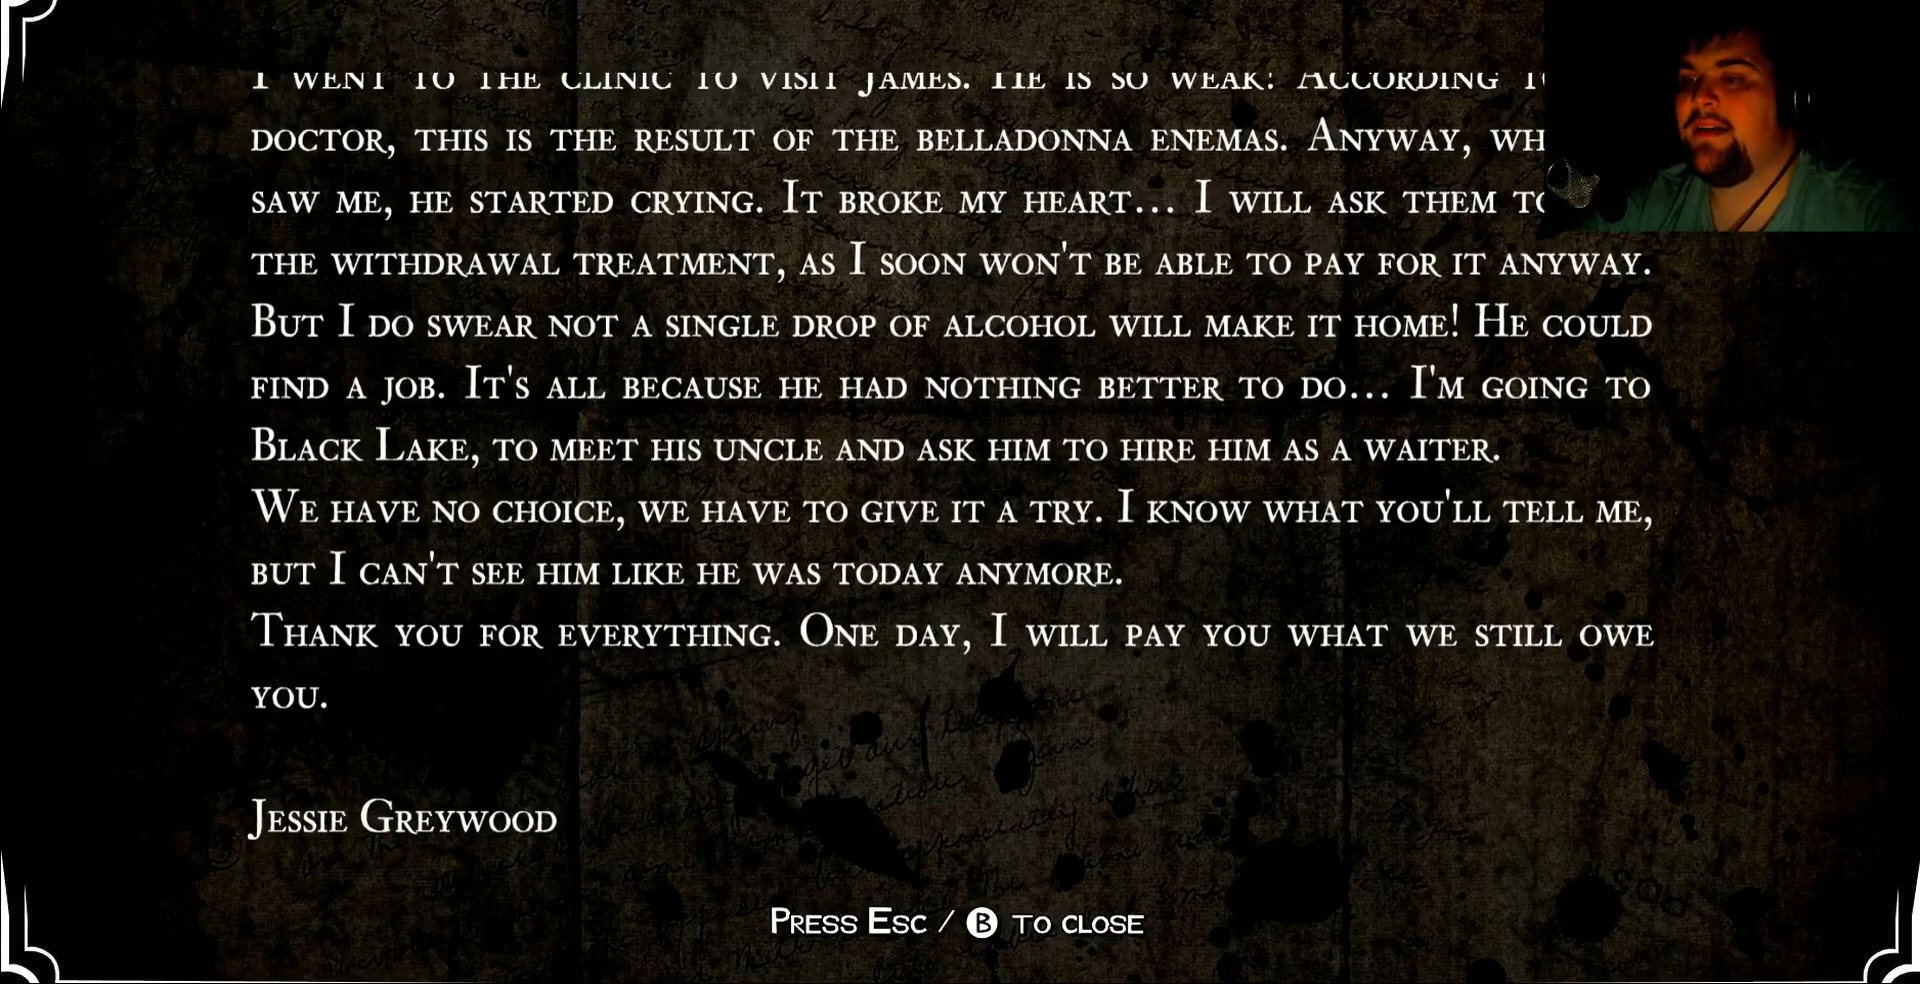 I went to the clinic to visit James. He is so weak! According
doctor, this is the result of the belladonna enemas. Anyway,
saw me, he started crying. It broke my heart... I will ask them
the withdrawal treatment, as I soon won't be able to pay for it anyway.
But I do swear not a single drop of alcohol will make it home! He could
find a job. It's all because he had nothing better to do... I'm going to
Black Lake, to meet his uncle and ask him to hire him as a waiter.
We have no choice, we have to give it a try. I know what you'll tell me,
but I can't see him like he was today anymore.
Thank you for everything. One day, I will pay you what we still owe
you.
Jessie Greywood
Press Esc / B to close